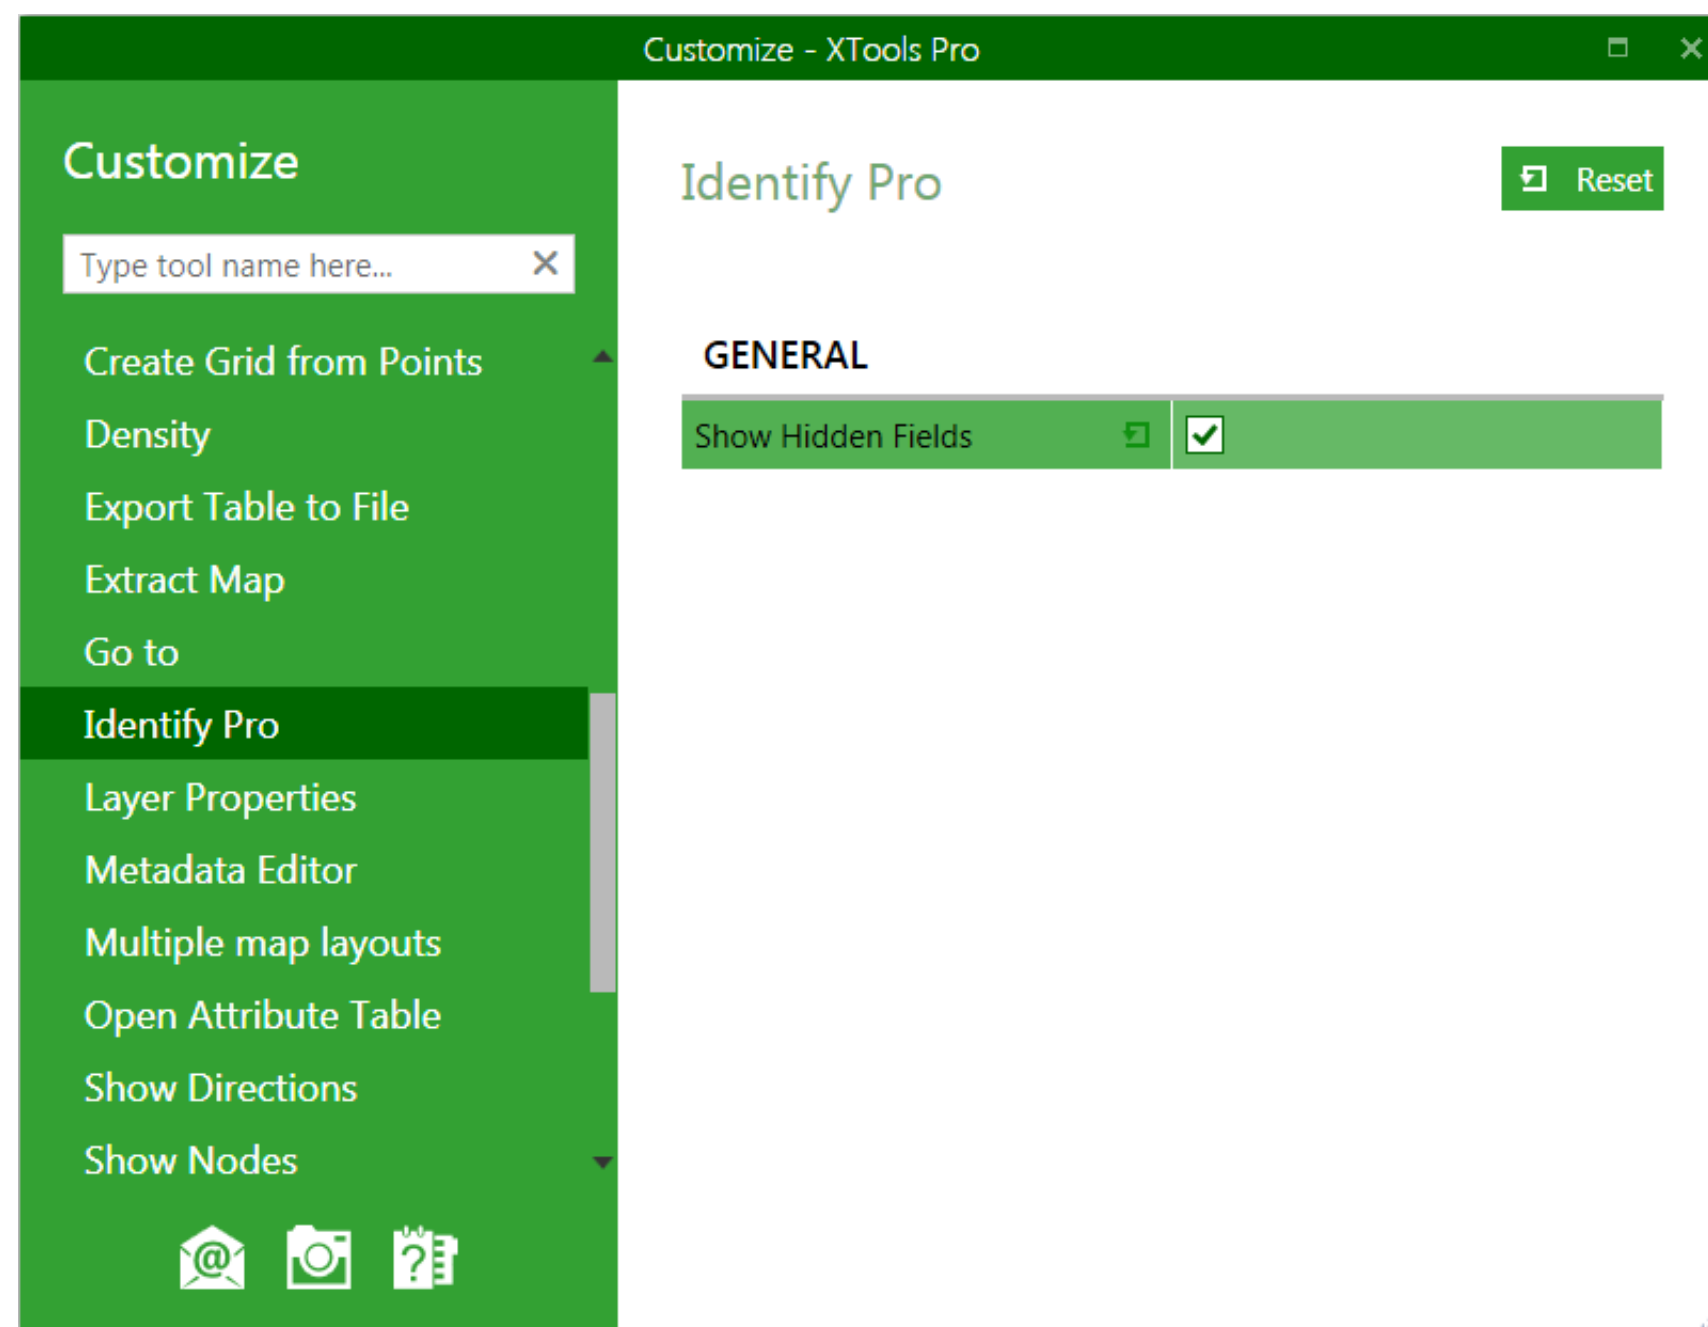 Customize - XTools Pro
Customize
Type tool name here...
Create Grid from Points
Density
Export Table to File
Extract Map
Go to
Identify Pro
Layer Properties
Metadata Editor
Multiple map layouts
Open Attribute Table
Show Directions
Show Nodes
Identify Pro
Reset
GENERAL
Show Hidden Fields